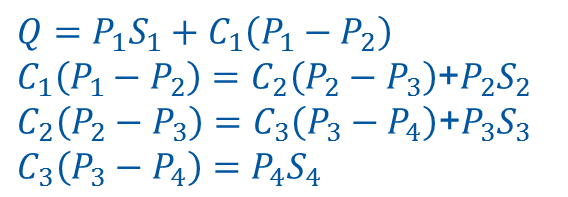 Q = P₁S₁ + C₁(P₁ − P₂)
C₁(P₁ − P₂) = C₂(P₂ − P₃)+P₂S₂
C₂(P₂ − P₃) = C₃(P₃ − P₄)+P₃S₃
C₃(P₃ − P₄) = P₄S₄